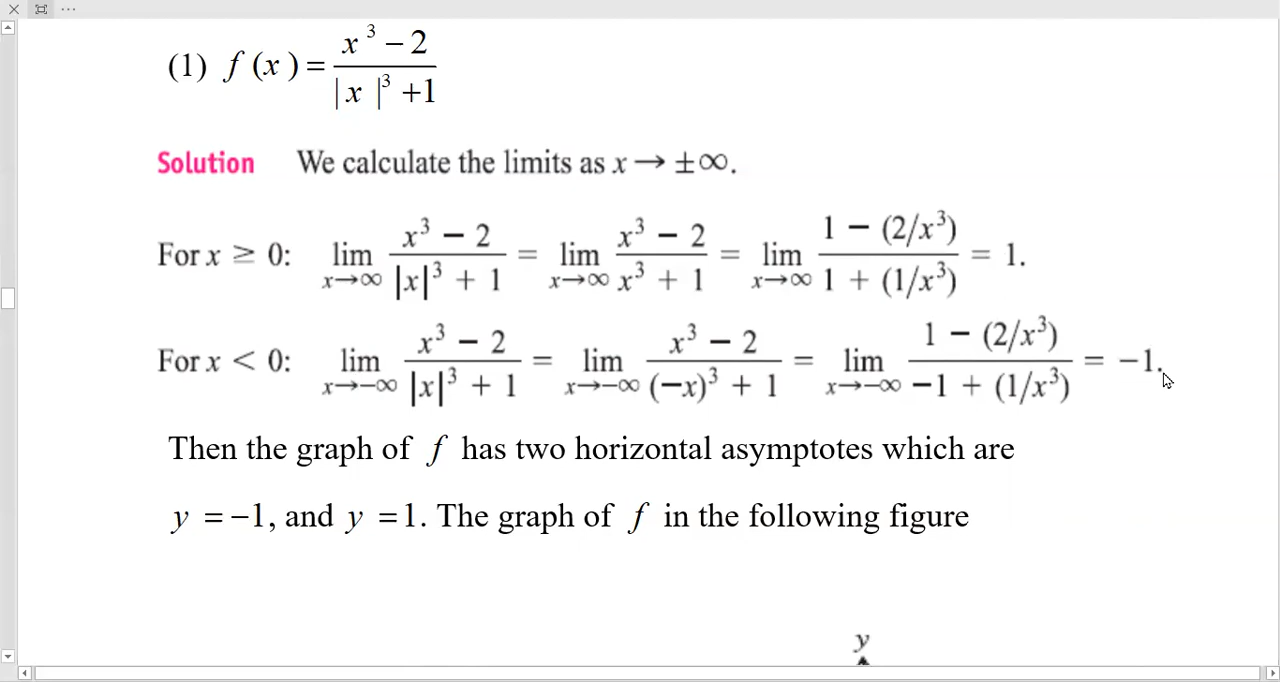 (1) f(x) = (x³ − 2) / (|x|³ + 1)
Solution We calculate the limits as x → ±∞.
For x ≥ 0: lim x→∞ (x³ − 2) / (|x|³ + 1) = lim x→∞ (x³ − 2) / (x³ + 1) = lim x→∞ (1 − (2/x³)) / (1 + (1/x³)) = 1.
For x < 0: lim x→−∞ (x³ − 2) / (|x|³ + 1) = lim x→−∞ (x³ − 2) / ((−x)³ + 1) = lim x→−∞ (1 − (2/x³)) / (−1 + (1/x³)) = −1.
Then the graph of f has two horizontal asymptotes which are
y = −1, and y = 1. The graph of f in the following figure
y